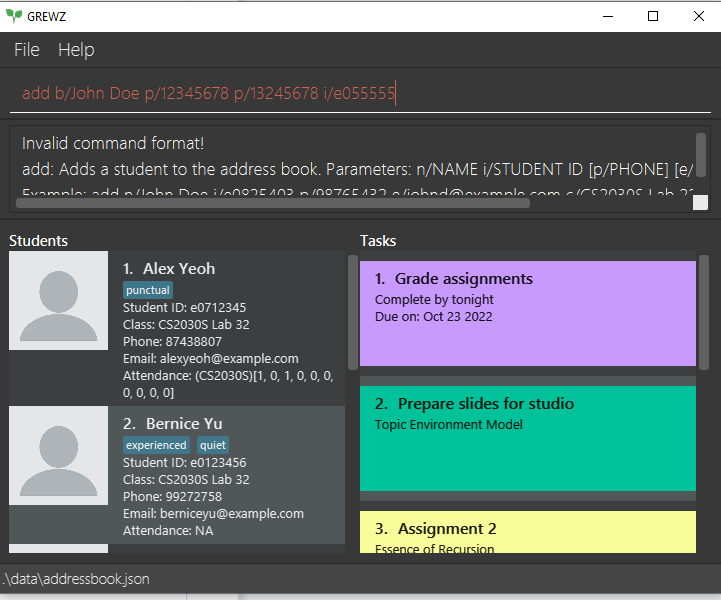 GREWZ
File Help
add b/John Doe p/12345678 p/13245678 i/e055555
Invalid command format!
add: Adds a student to the address book. Parameters: n/NAME i/STUDENT ID [p/PHONE] [e/
Example: add n/John Doe i/e0825403 p/98765432 e/johnd@example.com c/CS2030S Lab 32
Students
1. Alex Yeoh
punctual
Student ID: e0712345
Class: CS2030S Lab 32
Phone: 87438807
Email: alexyeoh@example.com
Attendance: (CS2030S)[1, 0, 1, 0, 0, 0,
0, 0, 0, 0]
2. Bernice Yu
experienced quiet
Student ID: e0123456
Class: CS2030S Lab 32
Phone: 99272758
Email: berniceyu@example.com
Attendance: NA
Tasks
1. Grade assignments
Complete by tonight
Due on: Oct 23 2022
2. Prepare slides for studio
Topic Environment Model
3. Assignment 2
Essence of Recursion
.\data\addressbook.json